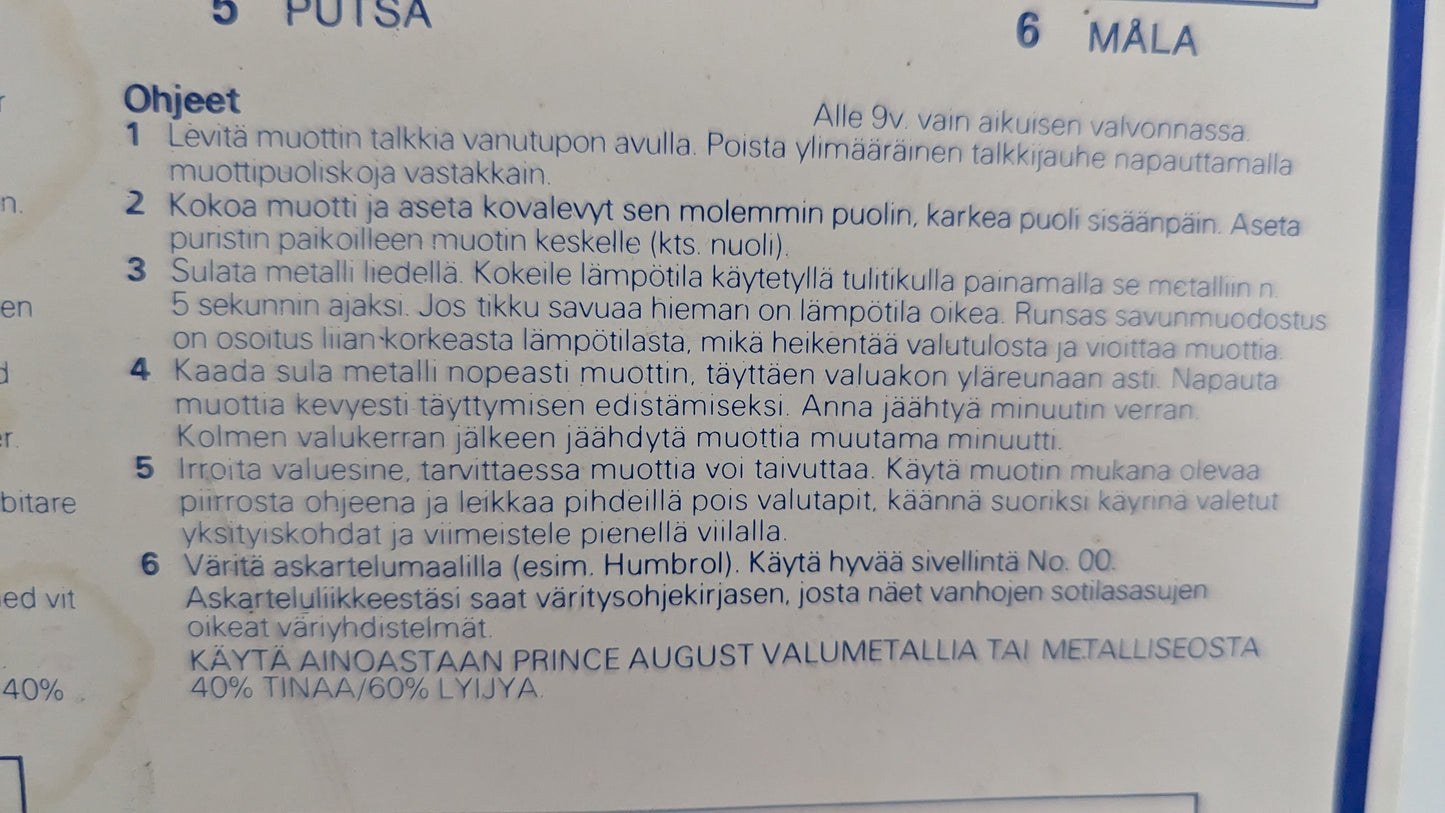 5 PUTSA
6 MÅLA
Ohjeet
Alle 9v. vain aikuisen valvonnassa.
1 Levitä muottin talkkia vanutupon avulla. Poista ylimääräinen talkkijauhe napauttamalla
muottipuoliskoja vastakkain.
2 Kokoa muotti ja aseta kovalevyt sen molemmin puolin, karkea puoli sisäänpäin. Aseta
puristin paikoilleen muotin keskelle (kts. nuoli).
3 Sulata metalli liedellä. Kokeile lämpötila käytetyllä tulitikulla painamalla se metalliin n.
5 sekunnin ajaksi. Jos tikku savuaa hieman on lämpötila oikea. Runsas savunmuodostus
on osoitus liian korkeasta lämpötilasta, mikä heikentää valutulosta ja vioittaa muottia.
4 Kaada sula metalli nopeasti muottin, täyttäen valuakon yläreunaan asti. Napauta
muottia kevyesti täyttymisen edistämiseksi. Anna jäähtyä minuutin verran.
Kolmen valukerran jälkeen jäähdytä muottia muutama minuutti.
5 Irroita valuesine, tarvittaessa muottia voi taivuttaa. Käytä muotin mukana olevaa
piirrosta ohjeena ja leikkaa pihdeillä pois valutapit, käännä suoriksi käyrinä valetut
yksityiskohdat ja viimeistele pienellä viilalla.
6 Väritä askartelumaalilla (esim. Humbrol). Käytä hyvää sivellintä No. 00.
Askarteluliikkeestäsi saat väritysohjekirjasen, josta näet vanhojen sotilasasujen
oikeat väriyhdistelmät.
KÄYTÄ AINOASTAAN PRINCE AUGUST VALUMETALLIA TAI METALLISEOSTA
40% TINAA/60% LYIJYA.
n.
en
r.
bitare
ed vit
40%